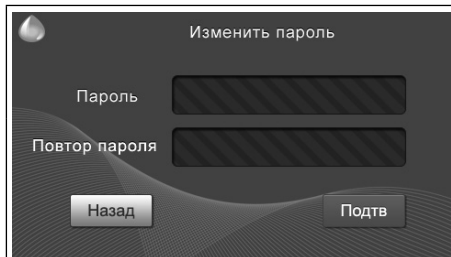 Изменить пароль
Пароль
Повтор пароля
Назад Подтв